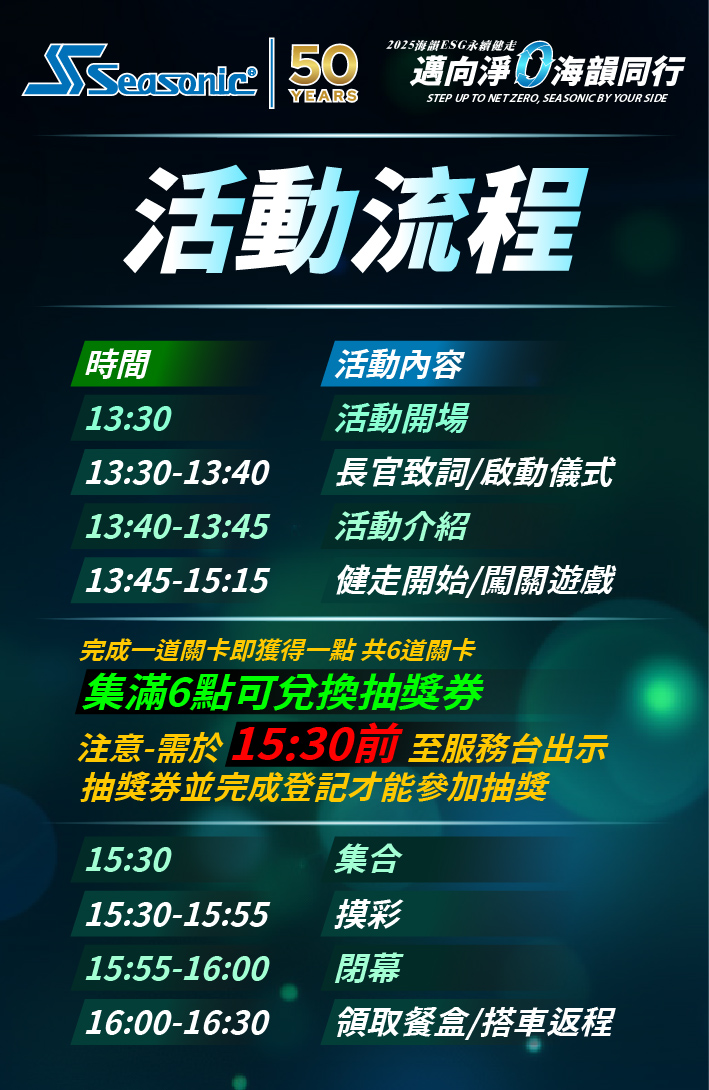 Seasonic®
50
YEARS
2025海韻ESG永續健走
邁向淨0海韻同行
STEP UP TO NET ZERO, SEASONIC BY YOUR SIDE
活動流程
時間 活動內容
13:30 活動開場
13:30-13:40 長官致詞/啟動儀式
13:40-13:45 活動介紹
13:45-15:15 健走開始/闖關遊戲
完成一道關卡即獲得一點 共6道關卡
集滿6點可兌換抽獎券
注意-需於 15:30前 至服務台出示
抽獎券並完成登記才能參加抽獎
15:30 集合
15:30-15:55 摸彩
15:55-16:00 閉幕
16:00-16:30 領取餐盒/搭車返程